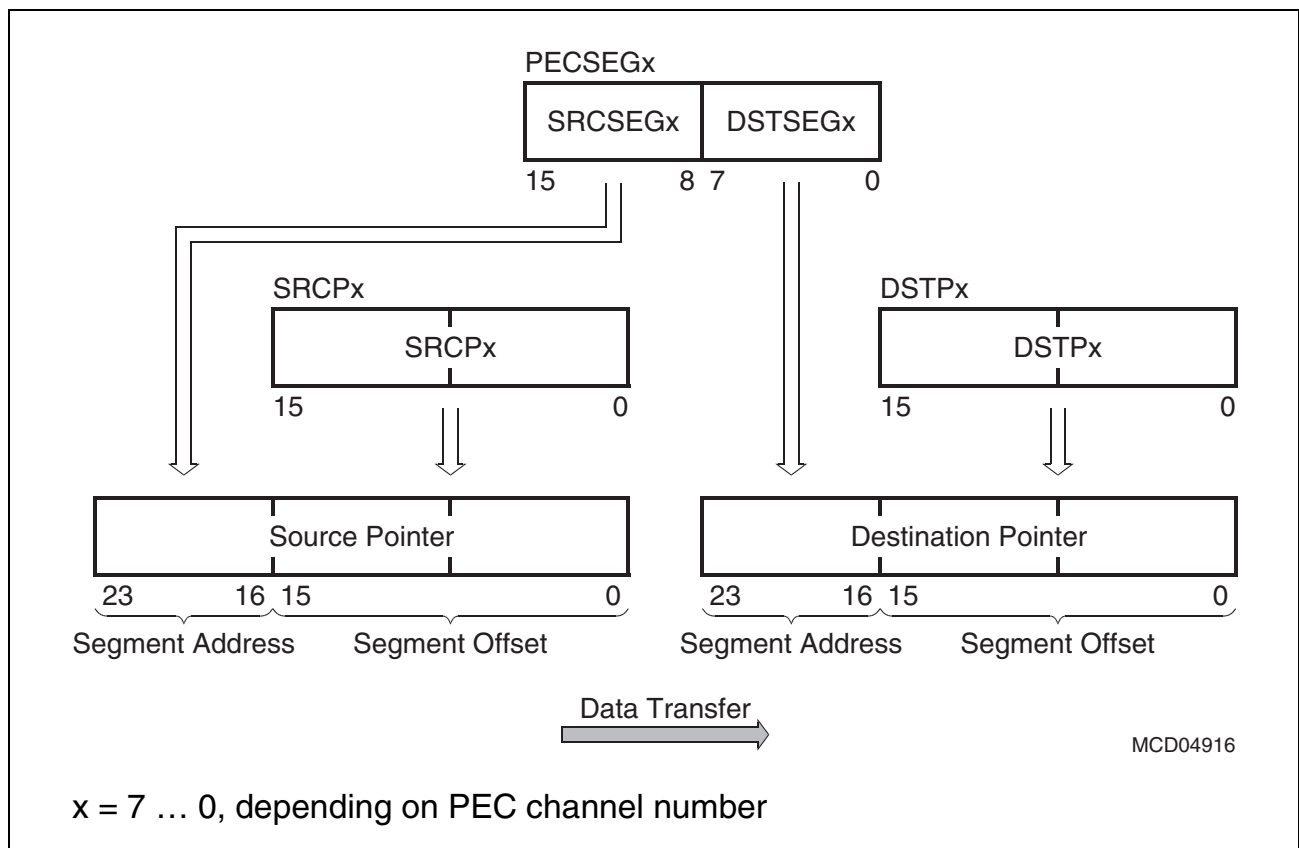 PECSEGx
SRCSEGx DSTSEGx
15 8 7 0
SRCPx DSTPx
SRCPx DSTPx
15 0 15 0
Source Pointer Destination Pointer
23 16 15 0 23 16 15 0
Segment Address Segment Offset Segment Address Segment Offset
Data Transfer
MCD04916
x = 7 … 0, depending on PEC channel number